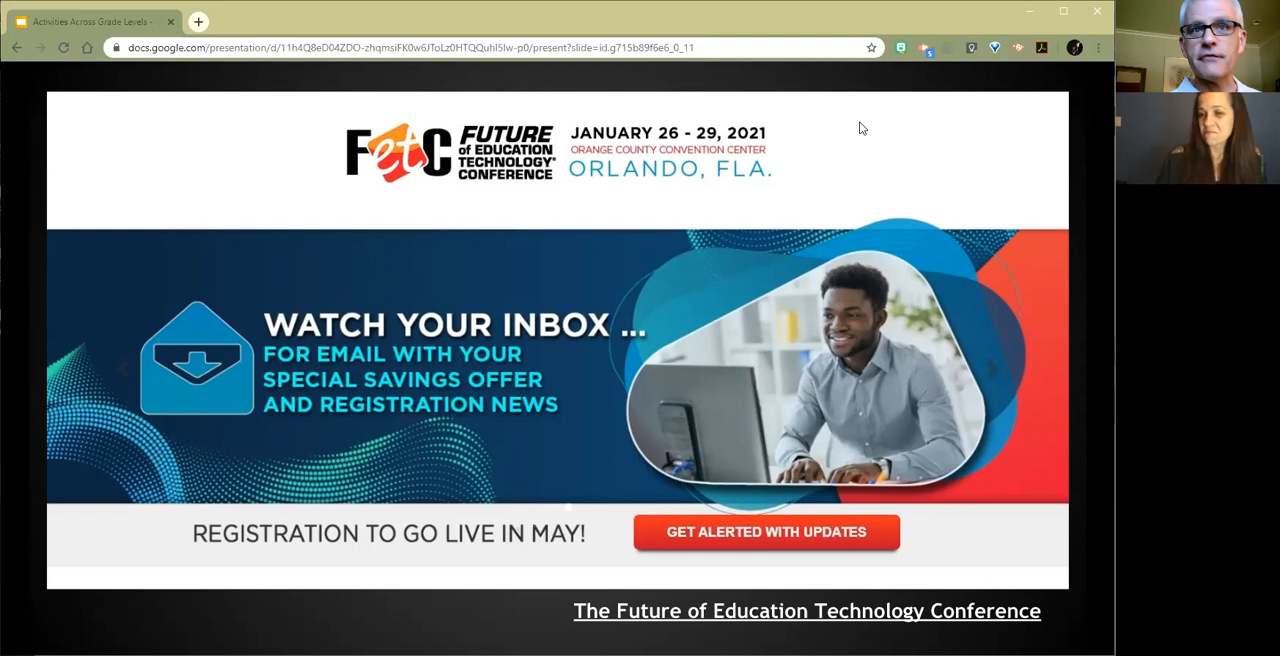 Activities Across Grade Levels -
docs.google.com/presentation/d/11h4Q8eD04ZDO-zhqmsiFK0w6JToLz0HTQQuhI5Iw-p0/present?slide=id.g715b89f6e6_0_11
FetC
FUTURE
of EDUCATION
TECHNOLOGY
CONFERENCE
JANUARY 26 - 29, 2021
ORANGE COUNTY CONVENTION CENTER
ORLANDO, FLA.
WATCH YOUR INBOX ...
FOR EMAIL WITH YOUR
SPECIAL SAVINGS OFFER
AND REGISTRATION NEWS
REGISTRATION TO GO LIVE IN MAY!
GET ALERTED WITH UPDATES
The Future of Education Technology Conference